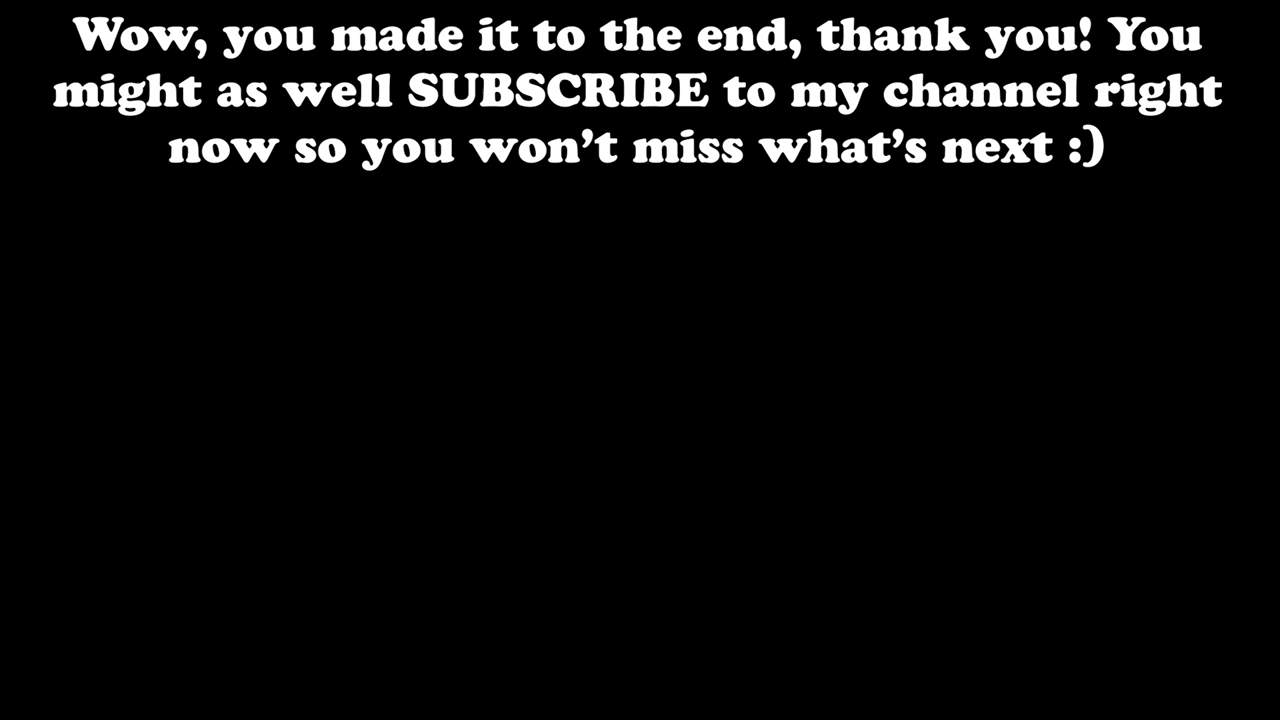 Wow, you made it to the end, thank you! You
might as well SUBSCRIBE to my channel right
now so you won’t miss what’s next :)